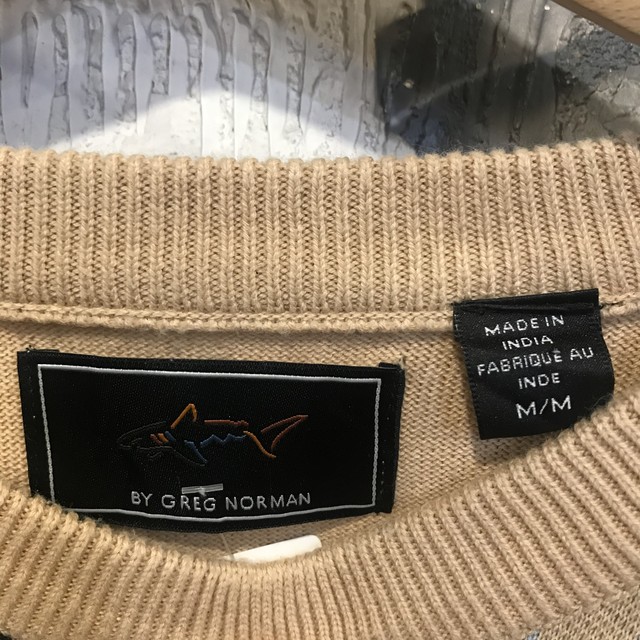 BY GREG NORMAN
MADE IN
INDIA
FABRIQUÉ AU
INDE
M/M